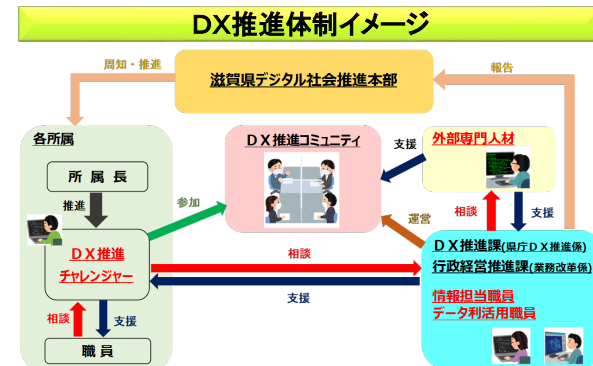 ＤＸ推進体制イメージ
周知・推進
滋賀県デジタル社会推進本部
報告
各所属
所属長
推進
ＤＸ推進
チャレンジャー
相談
支援
職員
参加
ＤＸ推進コミュニティ
支援
外部専門人材
運営
相談
支援
相談
支援
ＤＸ推進課(県庁ＤＸ推進係)
行政経営推進課(業務改革係)
情報担当職員
データ利活用職員